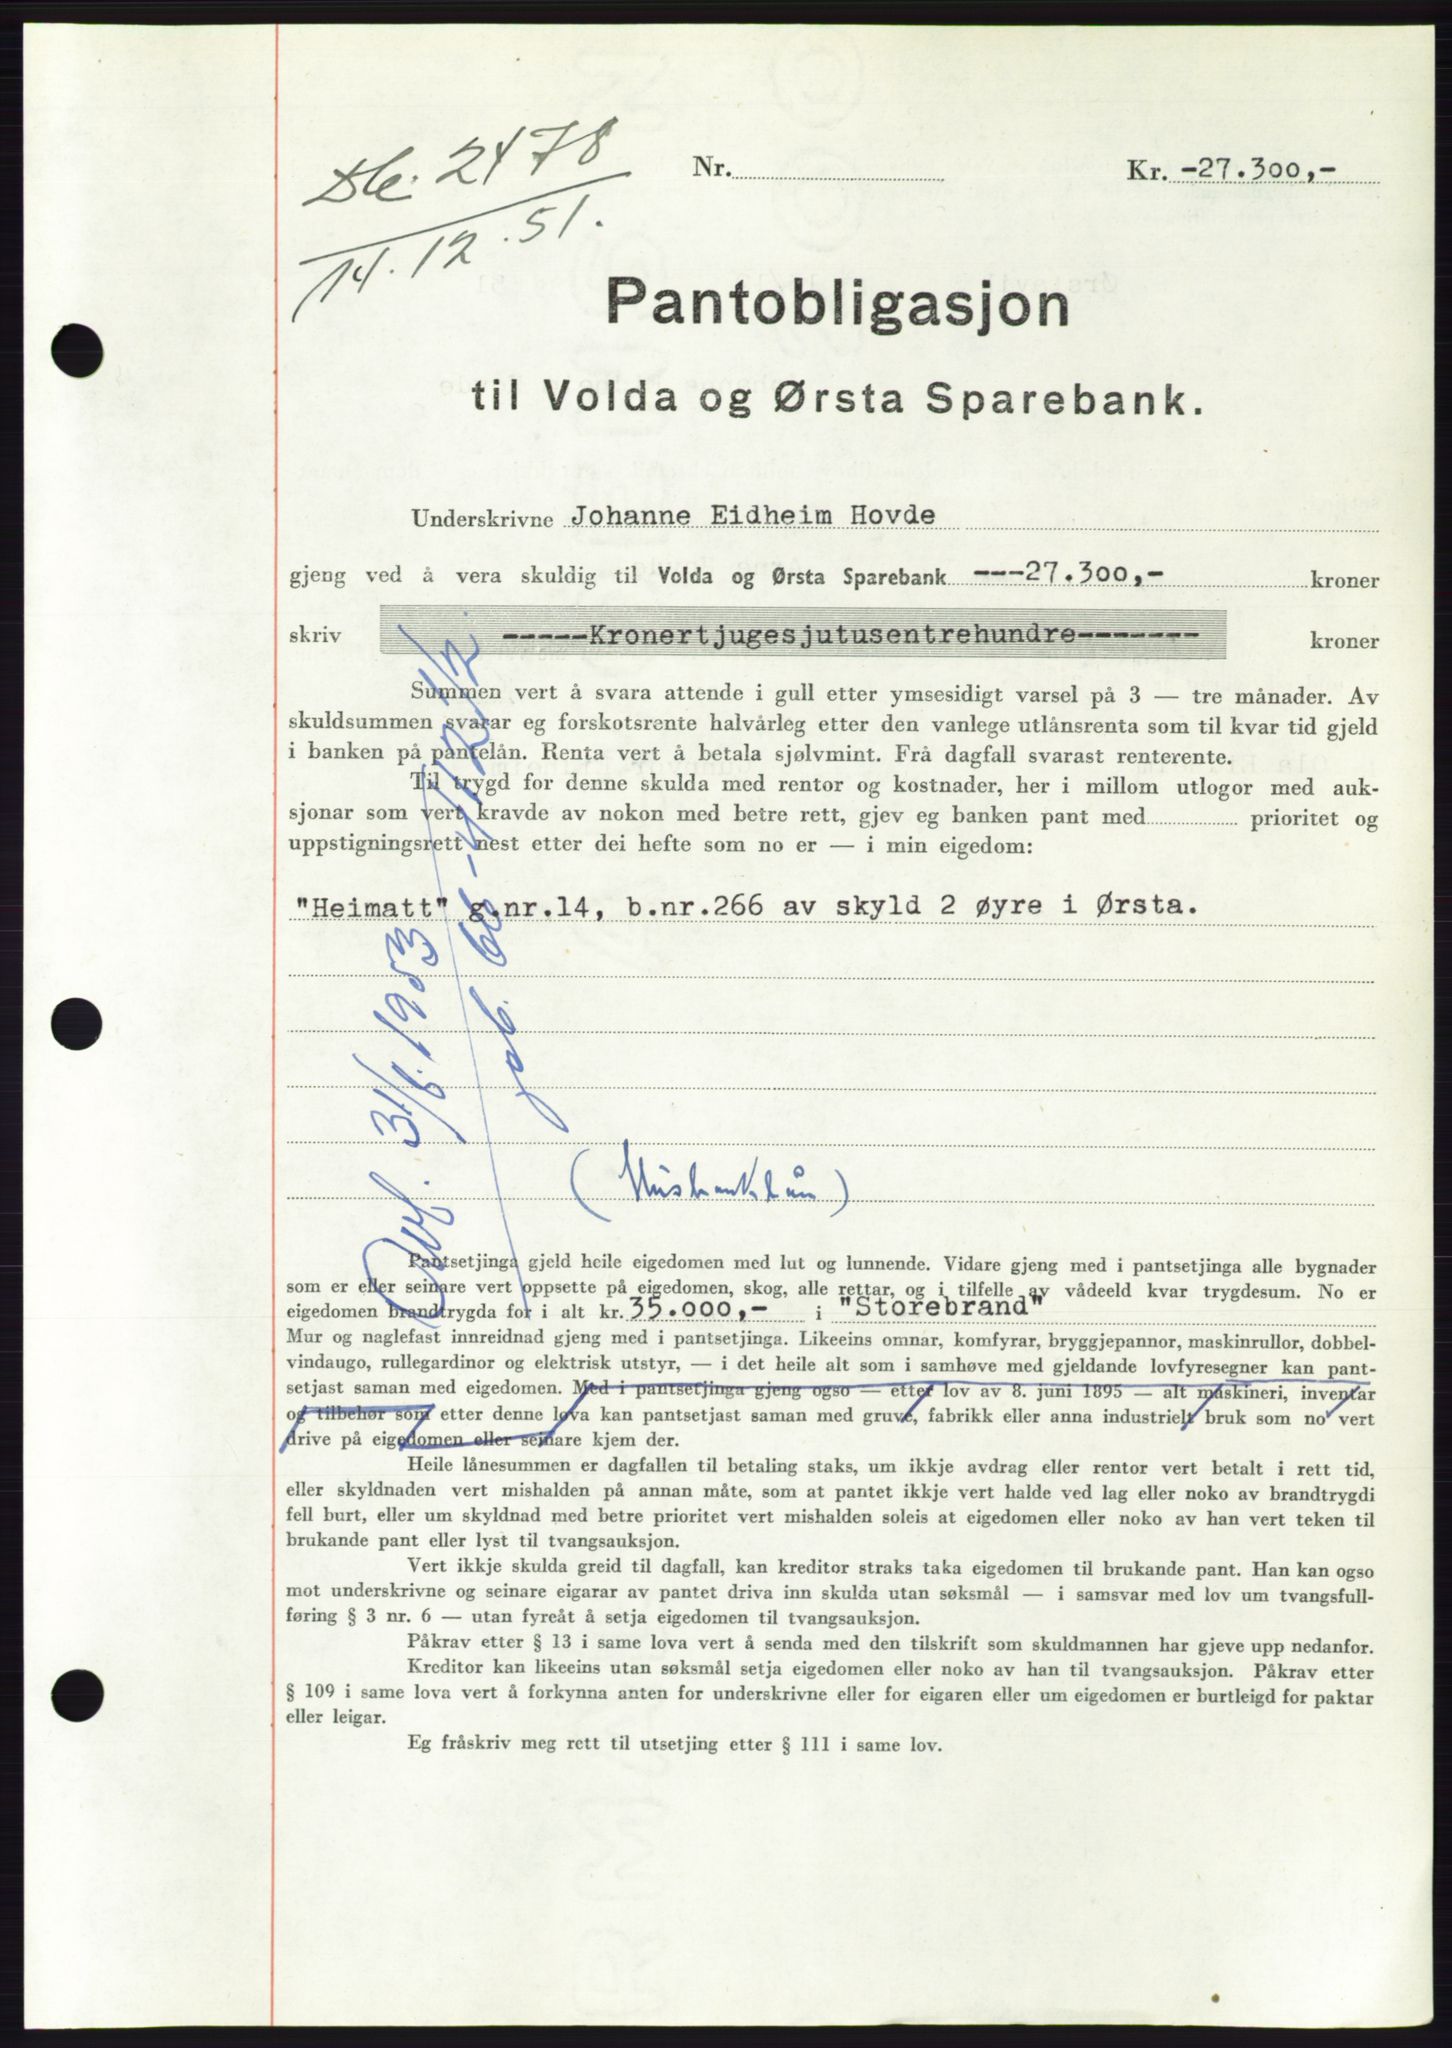 Nr.
Kr. -27.300,-
Dk. 2478
14.12.51.
Pantobligasjon
til Volda og Ørsta Sparebank.
Underskrivne Johanne Eidheim Hovde
gjeng ved å vera skuldig til Volda og Ørsta Sparebank ---27.300,- kroner
skriv -----Kronertjugesjutusentrehundre------- kroner
Summen vert å svara attende i gull etter ymsesidigt varsel på 3 — tre månader. Av
skuldsummen svarar eg forskotsrente halvårleg etter den vanlege utlånsrenta som til kvar tid gjeld
i banken på pantelån. Renta vert å betala sjølvmint. Frå dagfall svarast renterente.
Til trygd for denne skulda med rentor og kostnader, her i millom utlogor med auk-
sjonar som vert kravde av nokon med betre rett, gjev eg banken pant med prioritet og
uppstigningsrett nest etter dei hefte som no er — i min eigedom:
"Heimatt" g.nr.14, b.nr.266 av skyld 2 øyre i Ørsta.
31/1. 1953
(Husbanklån)
Pantsetjinga gjeld heile eigedomen med lut og lunnende. Vidare gjeng med i pantsetjinga alle bygnader
som er eller seinare vert oppsette på eigedomen, skog, alle rettar, og i tilfelle av vådeeld kvar trygdesum. No er
eigedomen brandtrygda for i alt kr. 35.000,- i "Storebrand"
Mur og naglefast innreidnad gjeng med i pantsetjinga. Likeeins omnar, komfyrar, bryggjepannor, maskinrullor, dobbel-
vindaugo, rullegardinor og elektrisk utstyr, — i det heile alt som i samhøve med gjeldande lovfyresegner kan pant-
setjast saman med eigedomen. Med i pantsetjinga gjeng ogso — etter lov av 8. juni 1895 — alt maskineri, inventar
og tilbehør som etter denne lova kan pantsetjast saman med gruve, fabrikk eller anna industrielt bruk som no vert
drive på eigedomen eller seinare kjem der.
Heile lånesummen er dagfallen til betaling staks, um ikkje avdrag eller rentor vert betalt i rett tid,
eller skyldnaden vert mishalden på annan måte, som at pantet ikkje vert halde ved lag eller noko av brandtrygdi
fell burt, eller um skyldnad med betre prioritet vert mishalden soleis at eigedomen eller noko av han vert teken til
brukande pant eller lyst til tvangsauksjon.
Vert ikkje skulda greid til dagfall, kan kreditor straks taka eigedomen til brukande pant. Han kan ogso
mot underskrivne og seinare eigarar av pantet driva inn skulda utan søksmål — i samsvar med lov um tvangsfull-
føring § 3 nr. 6 — utan fyreåt å setja eigedomen til tvangsauksjon.
Påkrav etter § 13 i same lova vert å senda med den tilskrift som skuldmannen har gjeve upp nedanfor.
Kreditor kan likeeins utan søksmål setja eigedomen eller noko av han til tvangsauksjon. Påkrav etter
§ 109 i same lova vert å forkynna anten for underskrivne eller for eigaren eller um eigedomen er burtleigd for paktar
eller leigar.
Eg fråskriv meg rett til utsetjing etter § 111 i same lov.